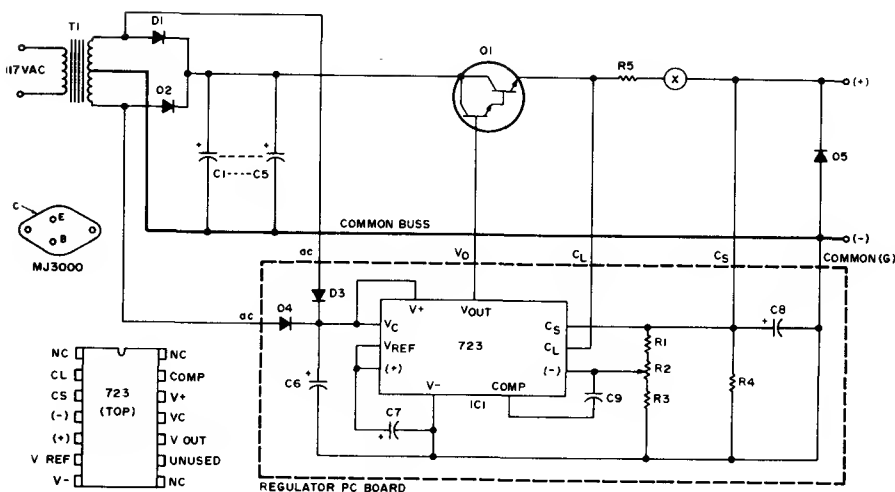 T1
D1
Q1
R5
X
(+)
117VAC
D2
+
+
C1----C5
D5
C
E
B
MJ3000
COMMON BUSS
(-)
ac
VO
CL
CS
COMMON (G)
ac
D4
D3
V+
VOUT
VC
CS
C8
+
VREF
723
CL
R1
(+)
(-)
R2
C6
+
V-
COMP
R3
R4
C7
+
IC1
C9
NC
NC
CL
COMP
CS
723
V+
(-)
(TOP)
VC
(+)
V OUT
V REF
UNUSED
V-
NC
REGULATOR PC BOARD